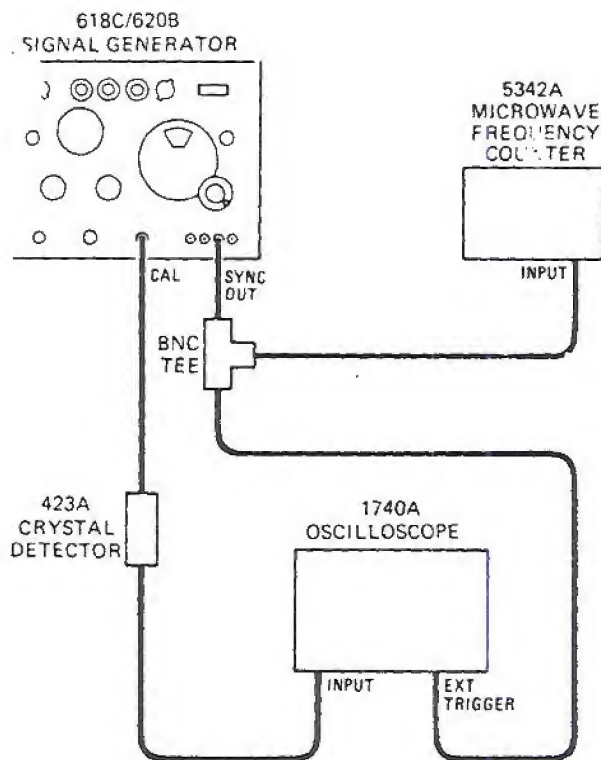 618C/620B
SIGNAL GENERATOR
5342A
MICROWAVE
FREQUENCY
COUNTER
CAL
SYNC
OUT
INPUT
BNC
TEE
423A
CRYSTAL
DETECTOR
1740A
OSCILLOSCOPE
INPUT
EXT
TRIGGER